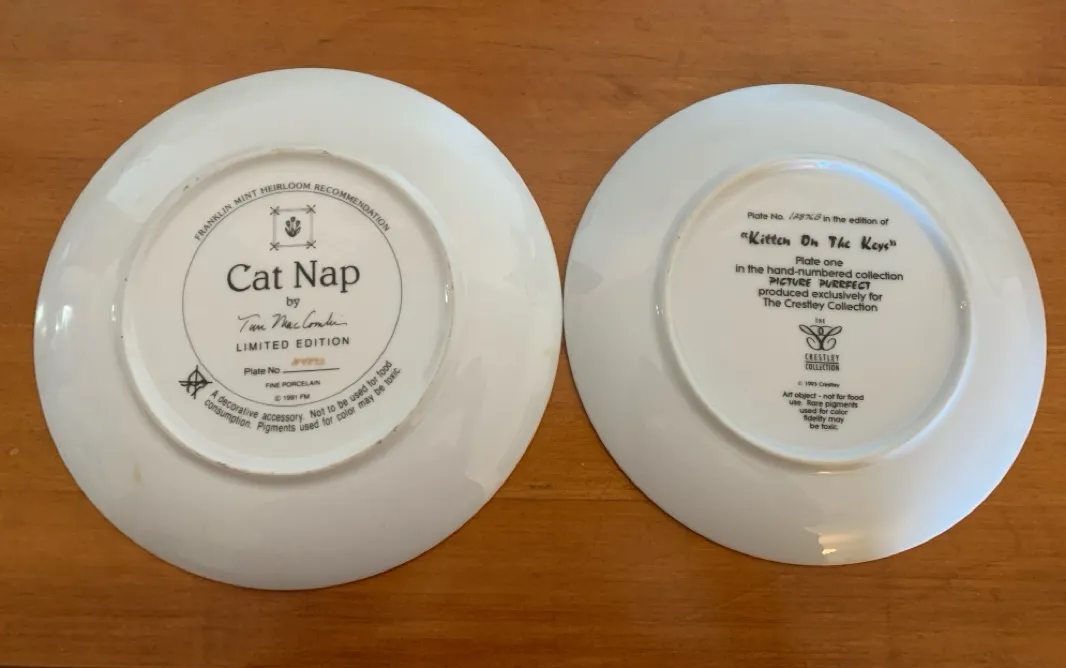 FRANKLIN MINT HEIRLOOM RECOMMENDATION
Cat Nap
by
LIMITED EDITION
Plate No.
FINE PORCELAIN
© 1991 FM
A decorative accessory. Not to be used for food
consumption. Pigments used for color may be toxic.
Plate No. in the edition of
"Kitten On The Keys"
Plate one
in the hand-numbered collection
PICTURE PURRFECT
produced exclusively for
The Crestley Collection
THE
CRESTLEY
COLLECTION
© 1993 Crestley
Art object - not for food
use. Rare pigments
used for color
fidelity may
be toxic.